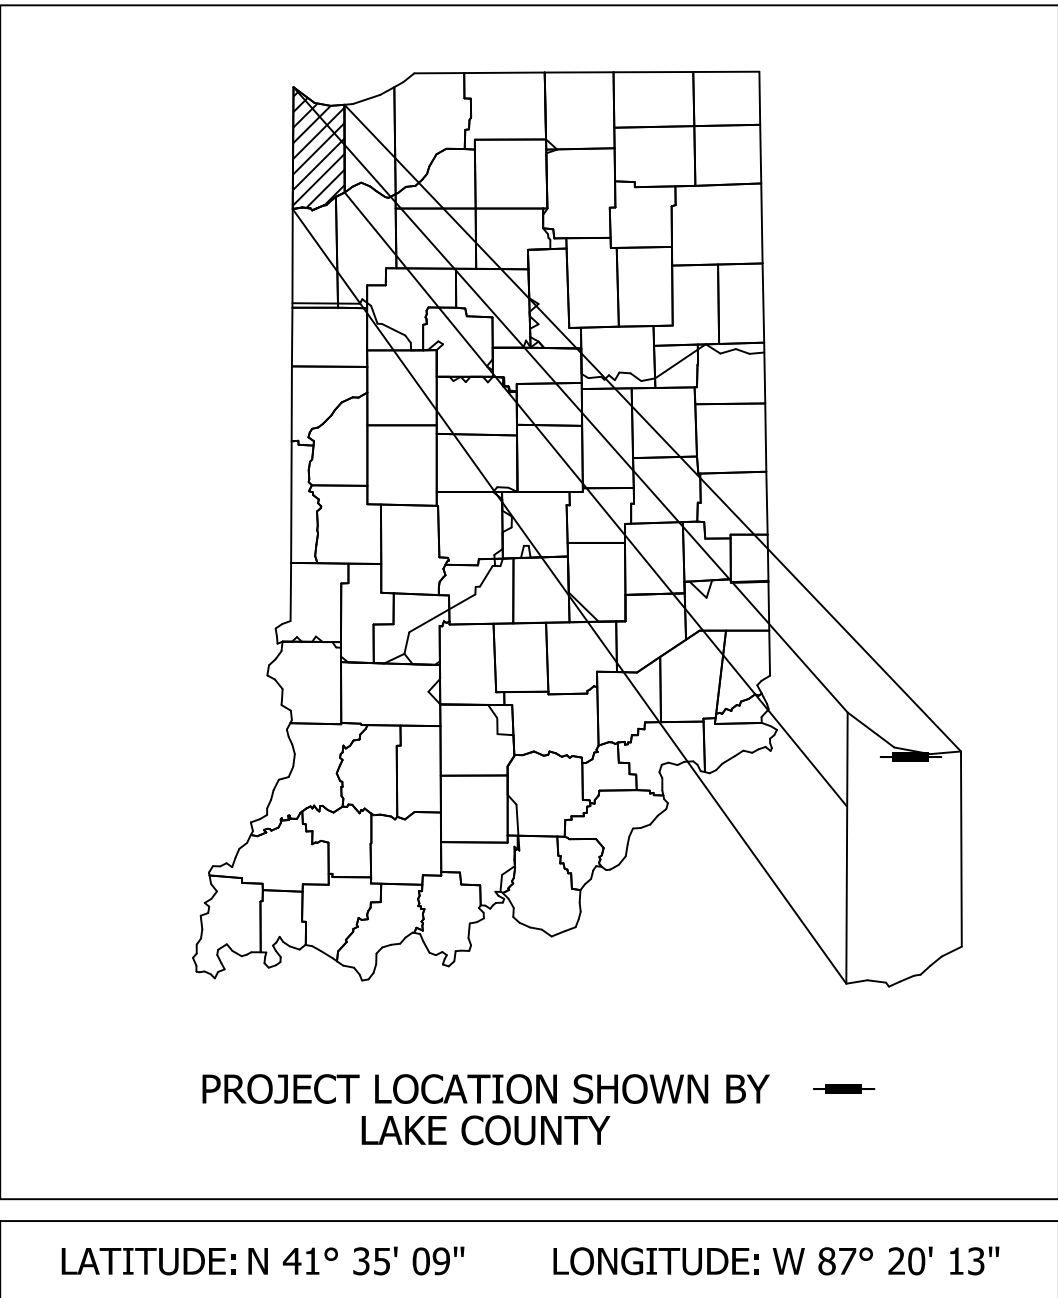 PROJECT LOCATION SHOWN BY
LAKE COUNTY
LATITUDE: N 41° 35' 09" LONGITUDE: W 87° 20' 13"